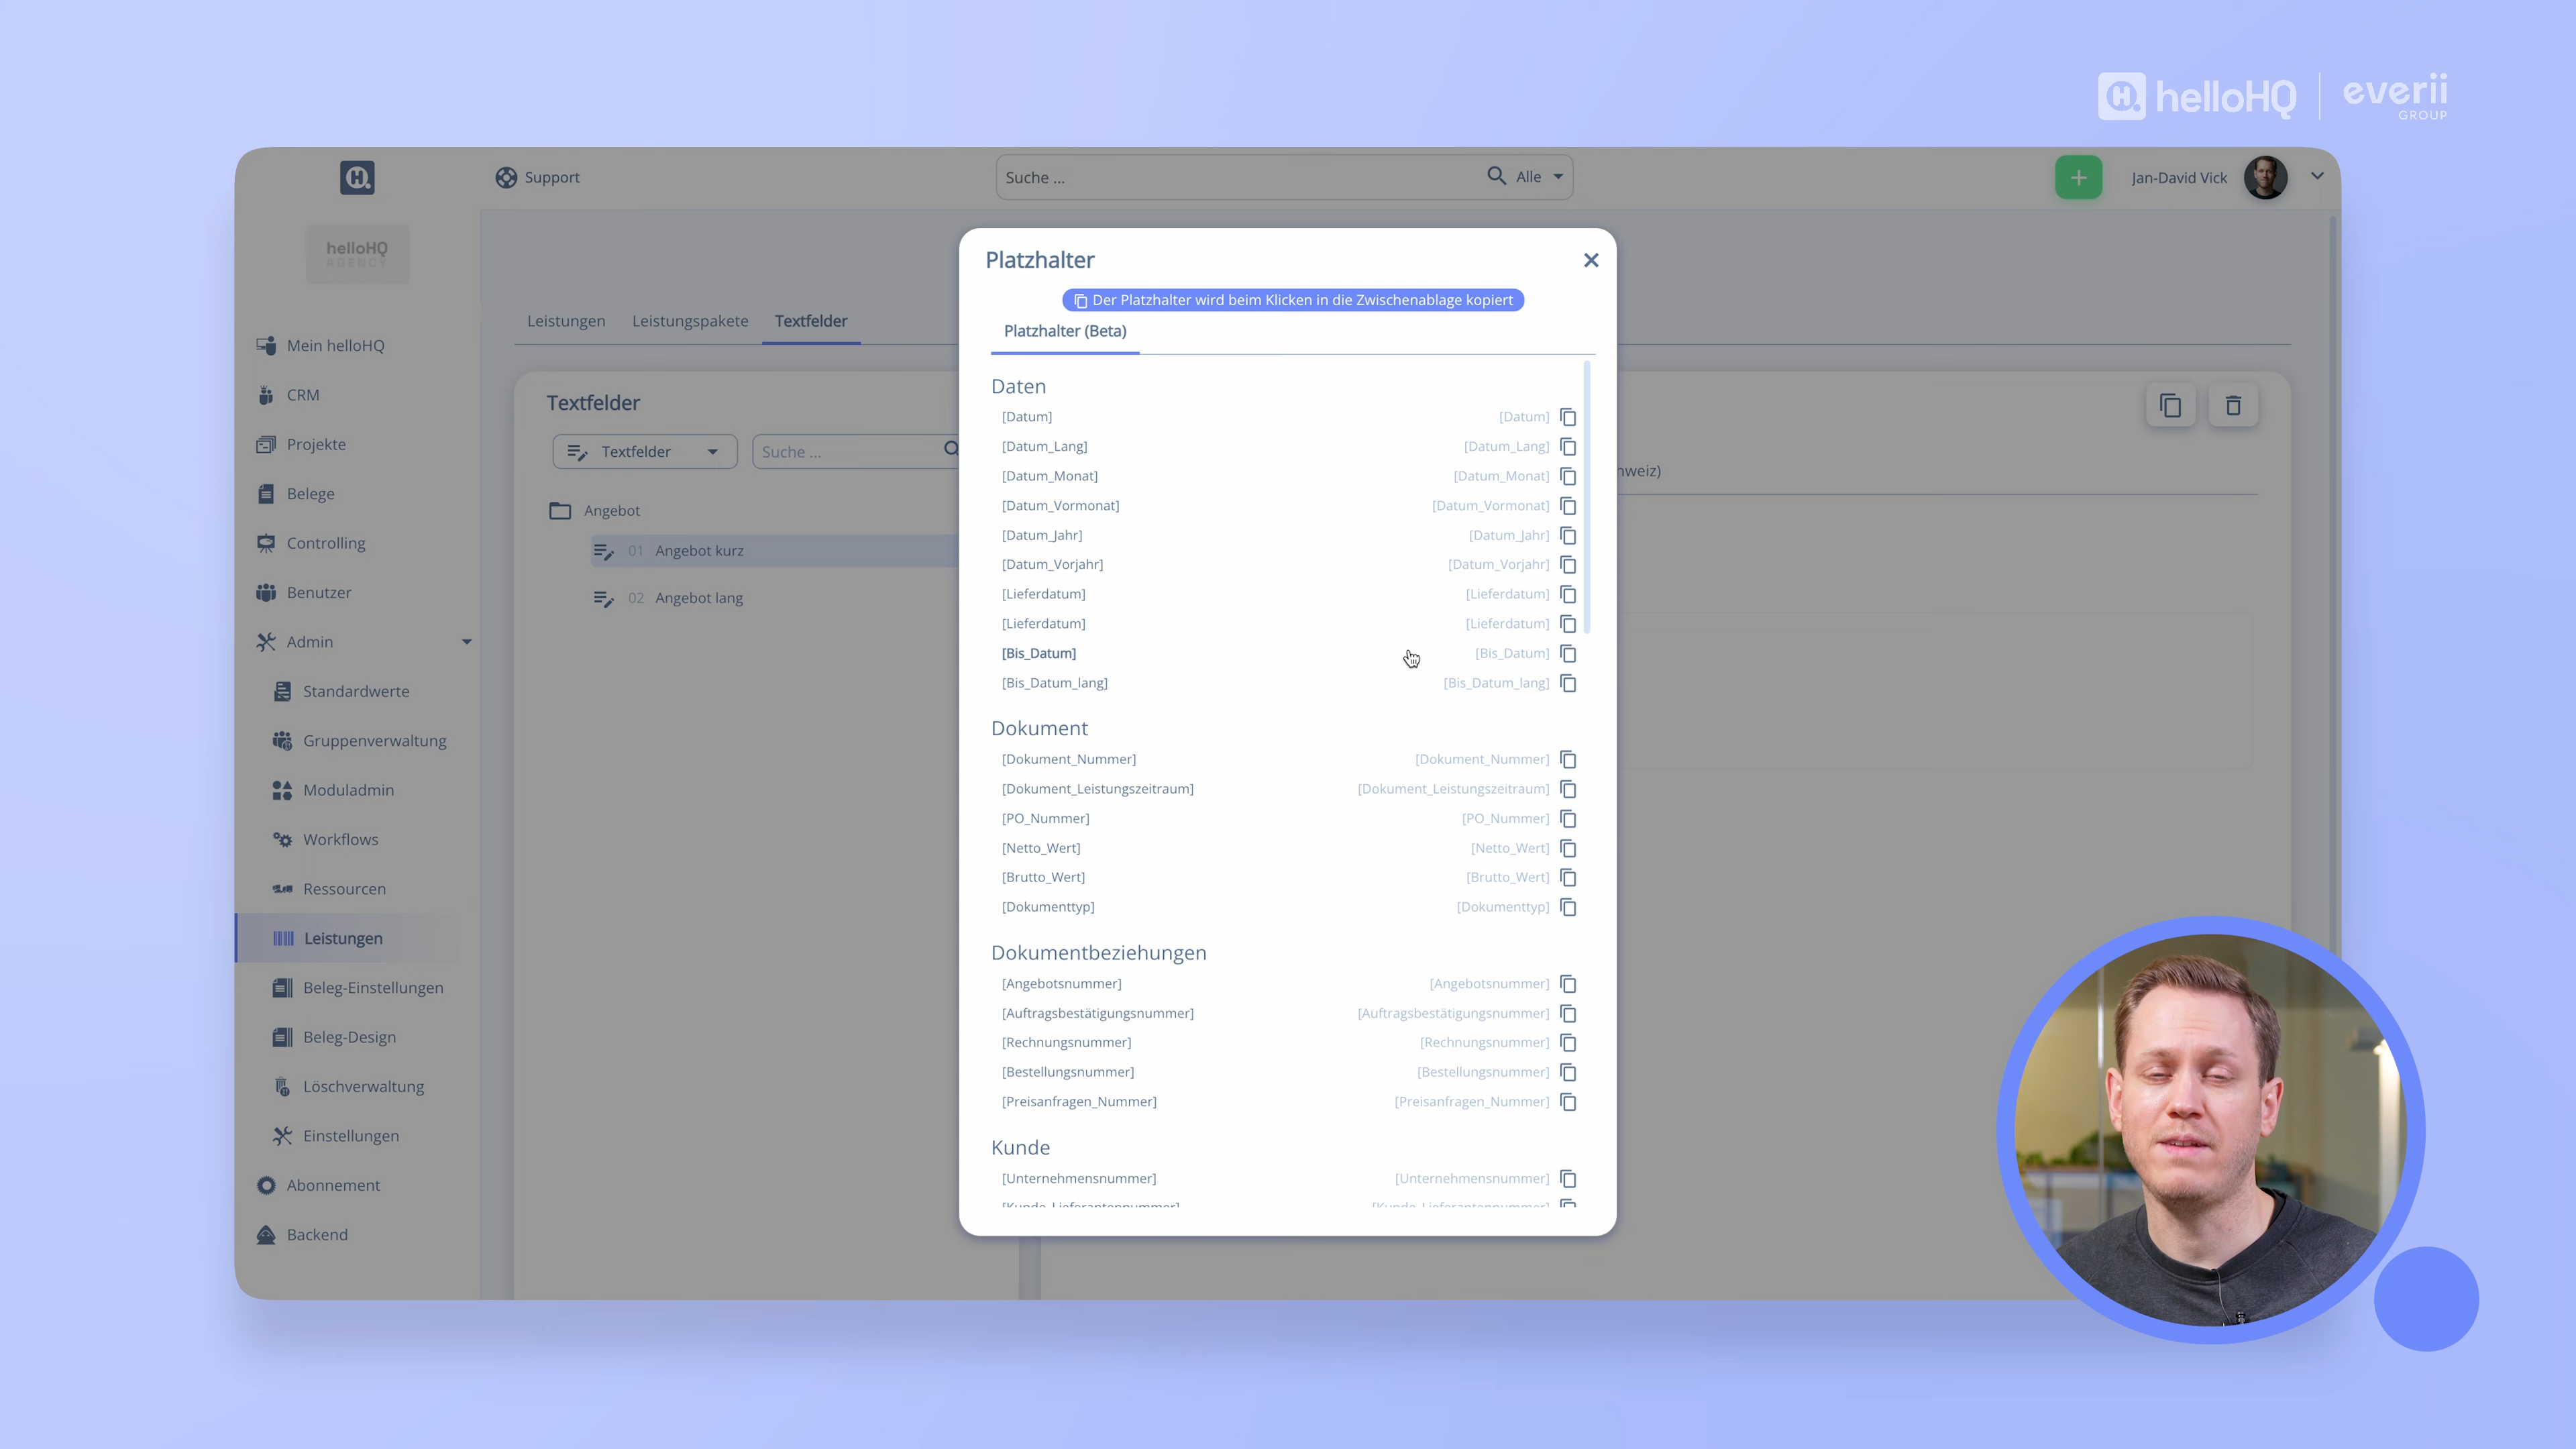 helloHQ
everii
GROUP
Support
Suche ...
Alle
Jan-David Vick
helloHQ
AGENCY
Mein helloHQ
CRM
Projekte
Belege
Controlling
Benutzer
Admin
Standardwerte
Gruppenverwaltung
Moduladmin
Workflows
Ressourcen
Leistungen
Beleg-Einstellungen
Beleg-Design
Löschverwaltung
Einstellungen
Abonnement
Backend
Leistungen Leistungspakete Textfelder
Textfelder
Textfelder Suche ...
Angebot
01 Angebot kurz
02 Angebot lang
Platzhalter
Der Platzhalter wird beim Klicken in die Zwischenablage kopiert
Platzhalter (Beta)
Daten
[Datum] [Datum]
[Datum_Lang] [Datum_Lang]
[Datum_Monat] [Datum_Monat]
[Datum_Vormonat] [Datum_Vormonat]
[Datum_Jahr] [Datum_Jahr]
[Datum_Vorjahr] [Datum_Vorjahr]
[Lieferdatum] [Lieferdatum]
[Lieferdatum] [Lieferdatum]
[Bis_Datum] [Bis_Datum]
[Bis_Datum_lang] [Bis_Datum_lang]
Dokument
[Dokument_Nummer] [Dokument_Nummer]
[Dokument_Leistungszeitraum] [Dokument_Leistungszeitraum]
[PO_Nummer] [PO_Nummer]
[Netto_Wert] [Netto_Wert]
[Brutto_Wert] [Brutto_Wert]
[Dokumenttyp] [Dokumenttyp]
Dokumentbeziehungen
[Angebotsnummer] [Angebotsnummer]
[Auftragsbestätigungsnummer] [Auftragsbestätigungsnummer]
[Rechnungsnummer] [Rechnungsnummer]
[Bestellungsnummer] [Bestellungsnummer]
[Preisanfragen_Nummer] [Preisanfragen_Nummer]
Kunde
[Unternehmensnummer] [Unternehmensnummer]
[Kunde_Lieferantennummer] [Kunde_Lieferantennummer]
hweiz)